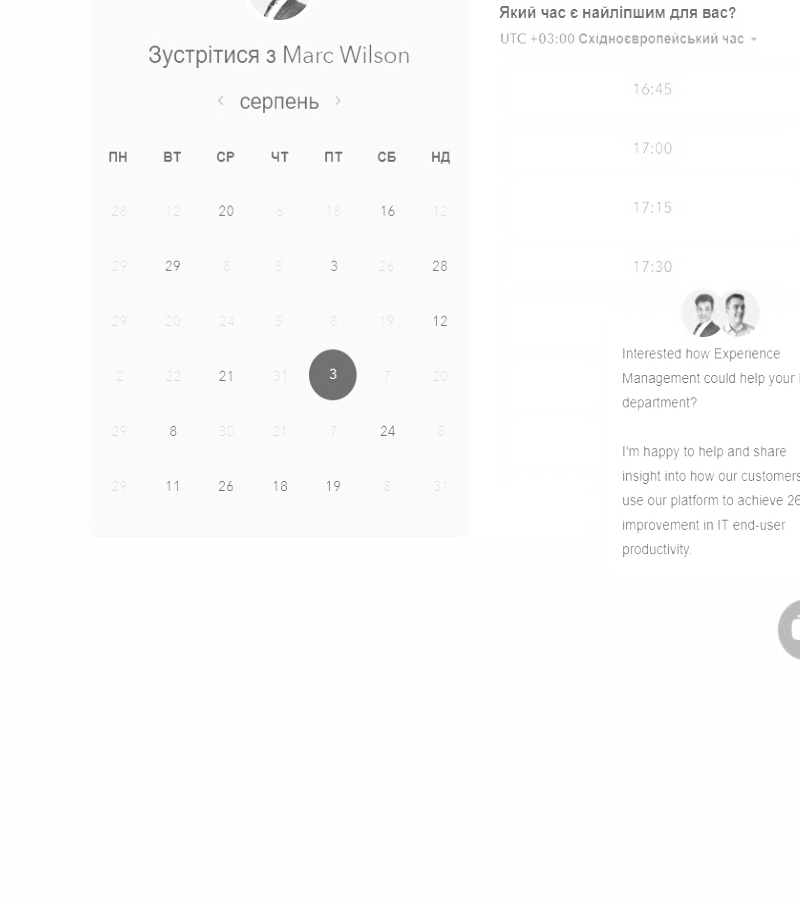 Зустрітися з Marc Wilson
серпень
ПН ВТ СР ЧТ ПТ СБ НД
28 12 20 6 18 16 12
29 29 8 5 3 26 28
29 20 24 5 8 19 12
2 22 21 31 3 7 20
29 8 30 21 7 24 8
29 11 26 18 19 8 31
Який час є найліпшим для вас?
UTC +03:00 Східноєвропейський час
16:45
17:00
17:15
17:30
Interested how Experience
Management could help your
department?
I'm happy to help and share
insight into how our customers
use our platform to achieve 26
improvement in IT end-user
productivity.